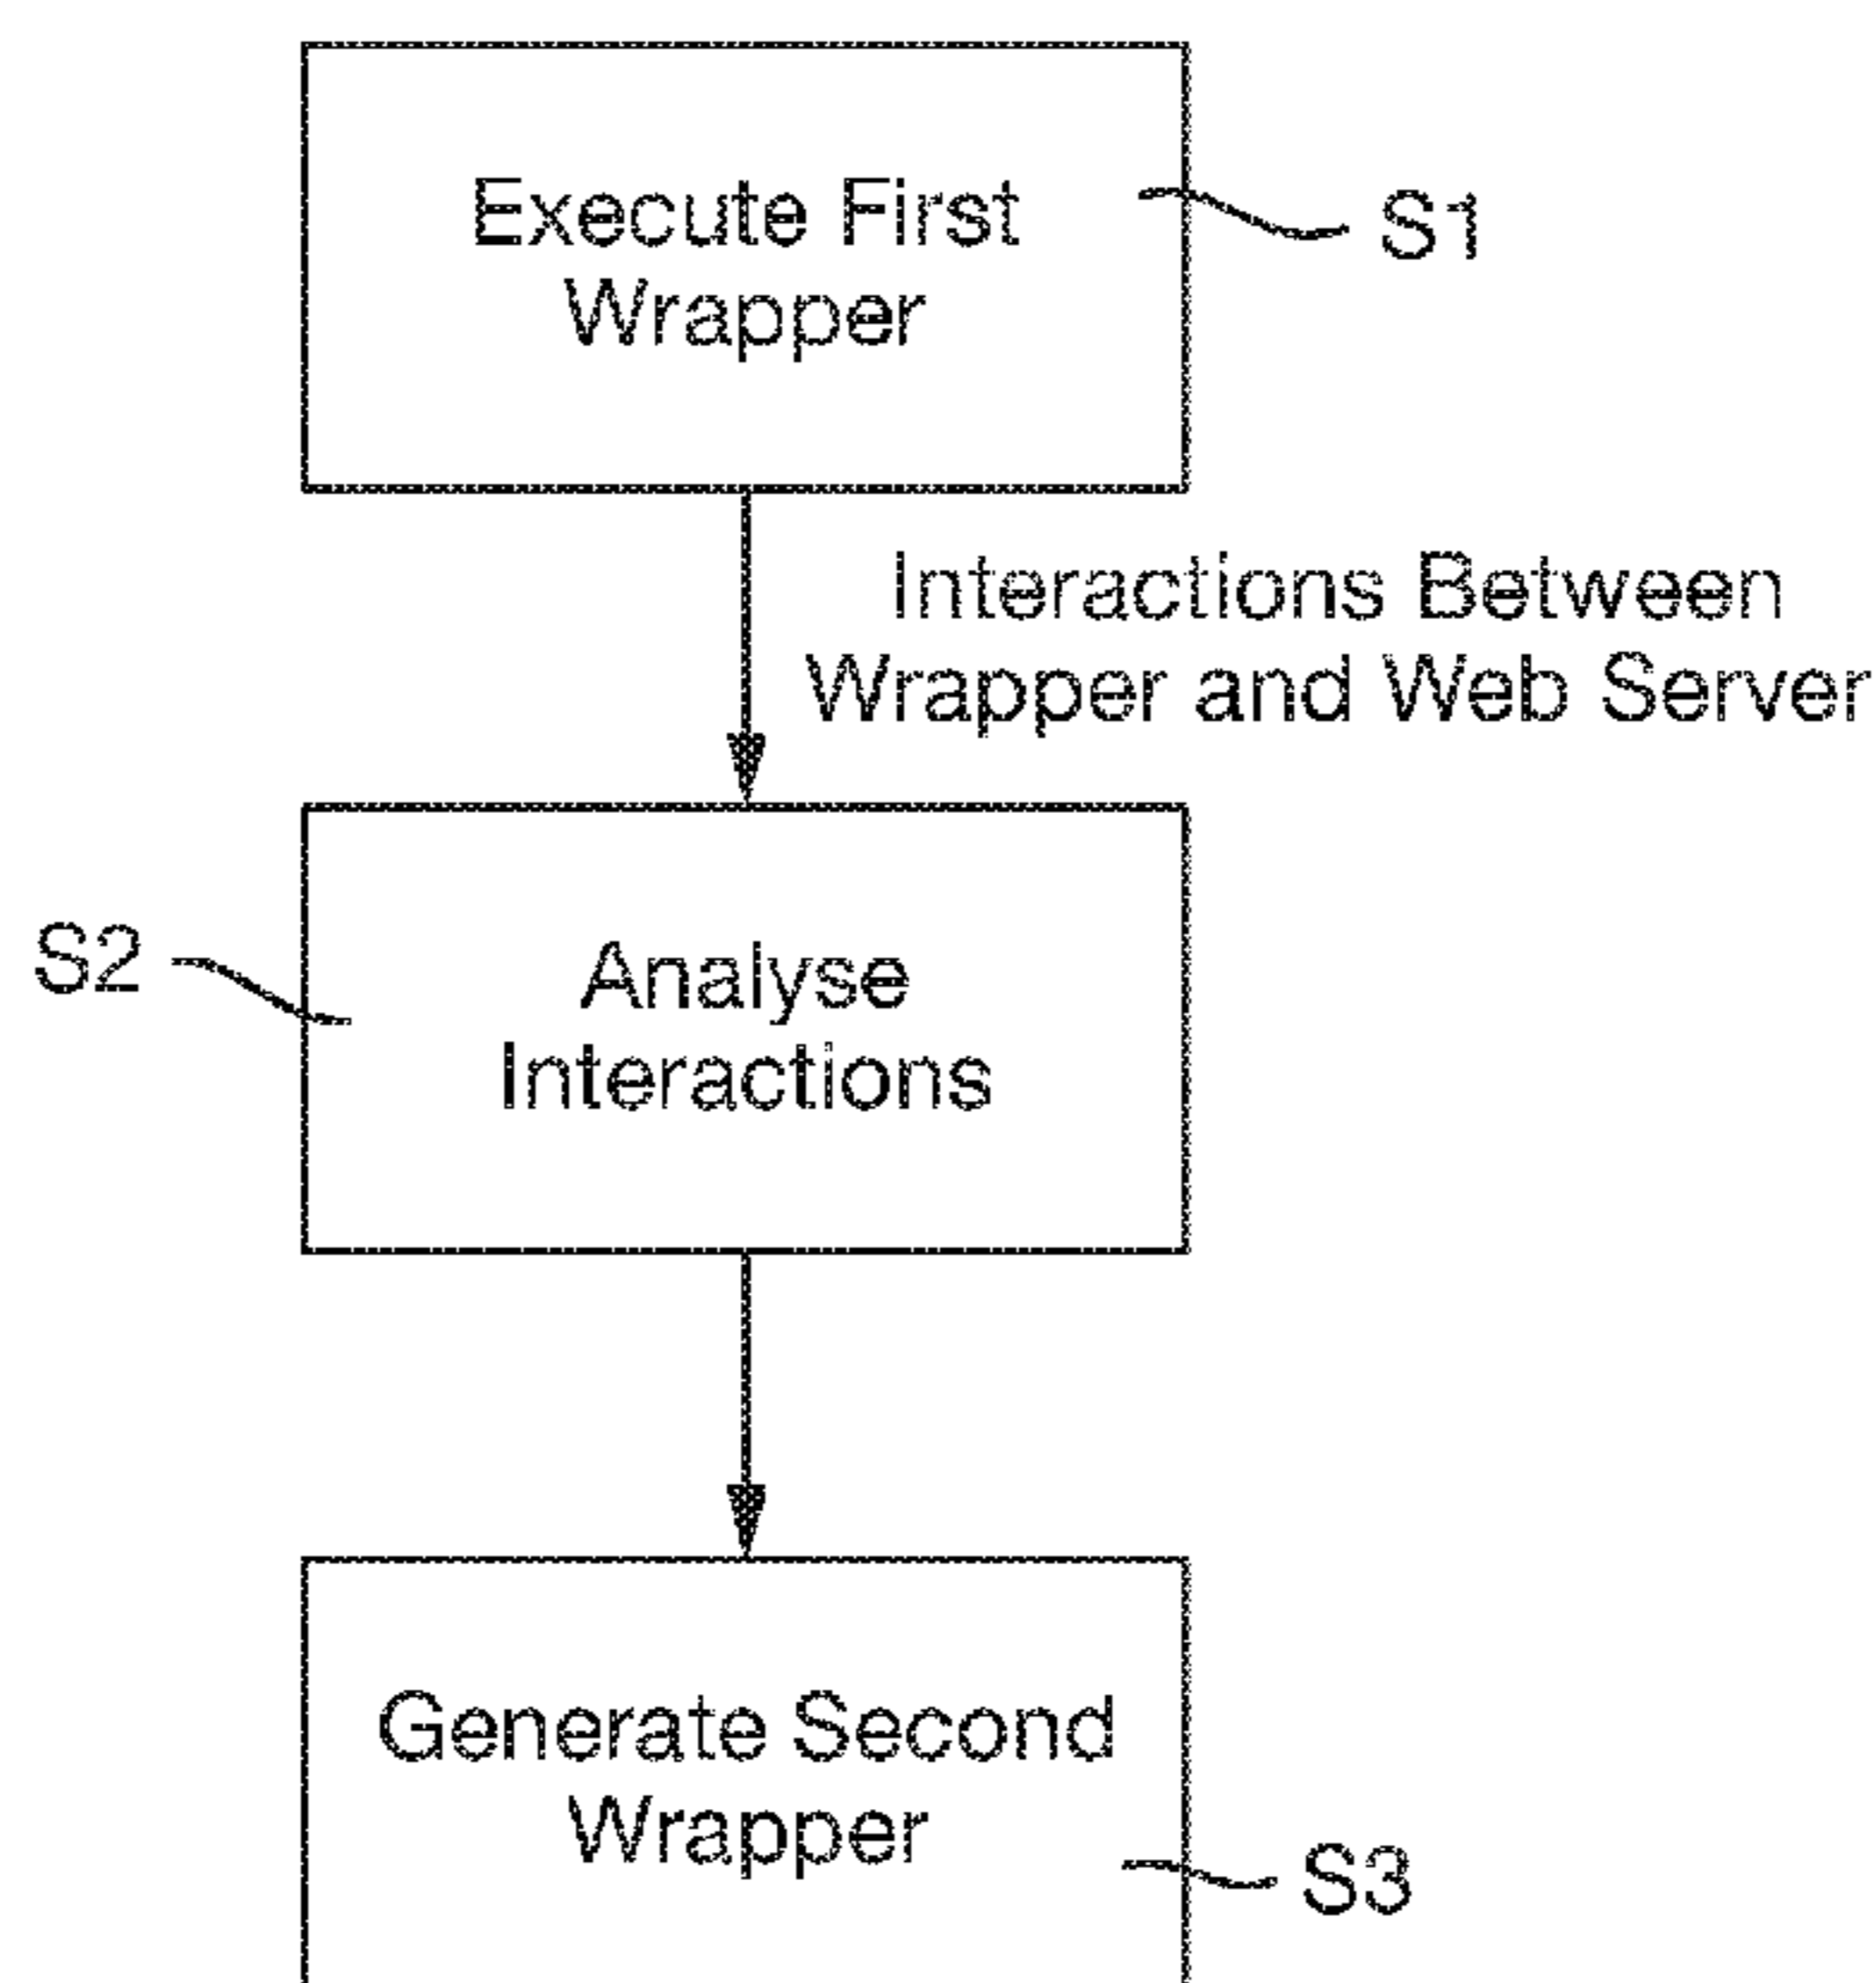 Execute First
Wrapper
S1
Interactions Between
Wrapper and Web Server
S2
Analyse
Interactions
Generate Second
Wrapper
S3